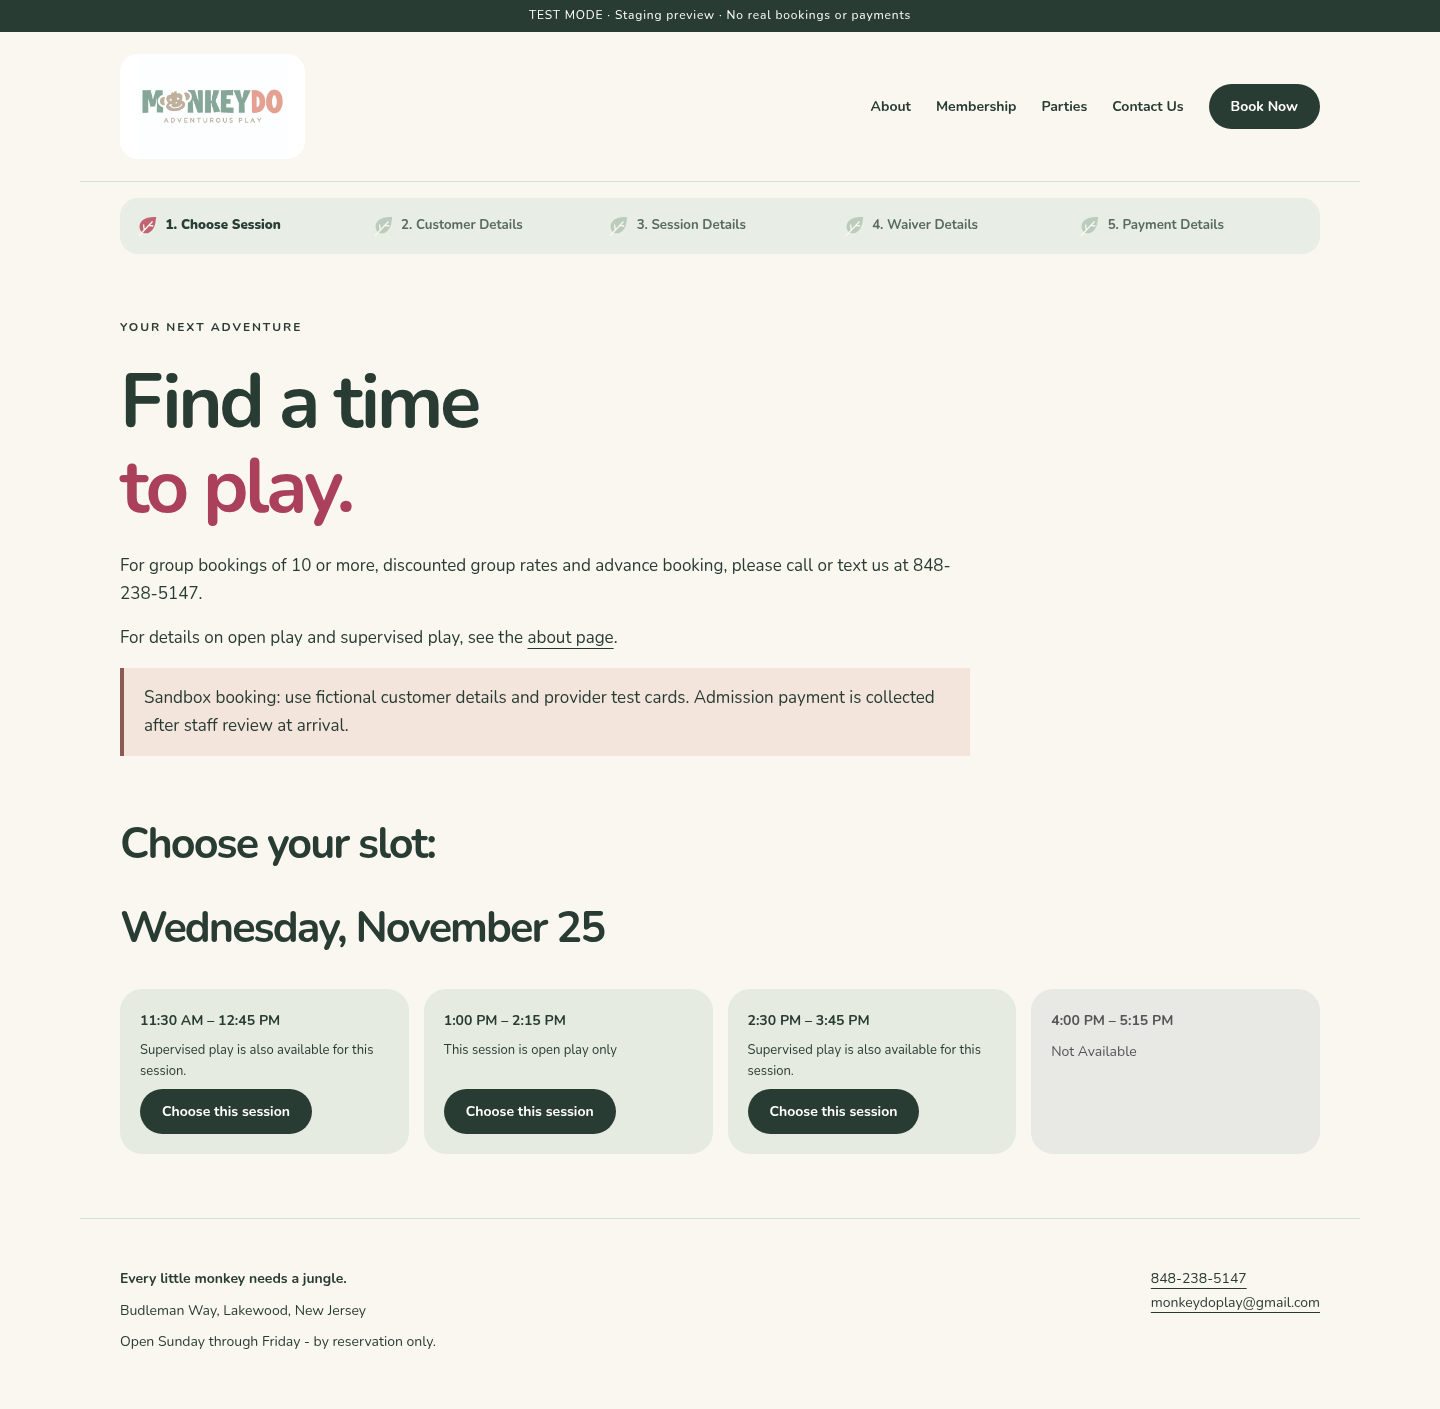 TEST MODE · Staging preview · No real bookings or payments
MONKEYDO
ADVENTUROUS PLAY
About
Membership
Parties
Contact Us
Book Now
1. Choose Session
2. Customer Details
3. Session Details
4. Waiver Details
5. Payment Details
YOUR NEXT ADVENTURE
Find a time
to play.
For group bookings of 10 or more, discounted group rates and advance booking, please call or text us at 848-
238-5147.
For details on open play and supervised play, see the about page.
Sandbox booking: use fictional customer details and provider test cards. Admission payment is collected
after staff review at arrival.
Choose your slot:
Wednesday, November 25
11:30 AM – 12:45 PM
Supervised play is also available for this
session.
Choose this session
1:00 PM – 2:15 PM
This session is open play only
Choose this session
2:30 PM – 3:45 PM
Supervised play is also available for this
session.
Choose this session
4:00 PM – 5:15 PM
Not Available
Every little monkey needs a jungle.
Budleman Way, Lakewood, New Jersey
Open Sunday through Friday - by reservation only.
848-238-5147
monkeydoplay@gmail.com